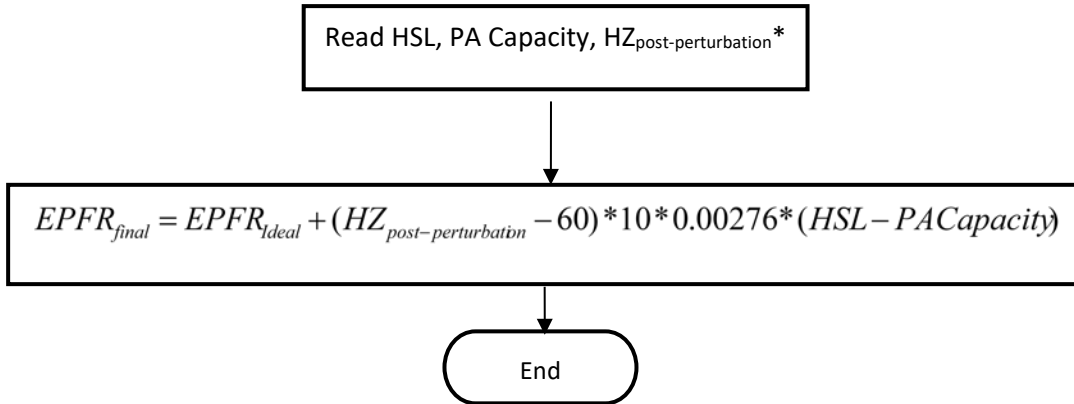 Read HSL, PA Capacity, HZpost-perturbation*
EPFRfinal = EPFRIdeal + (HZpost-perturbation − 60)*10*0.00276*(HSL − PACapacity)
End